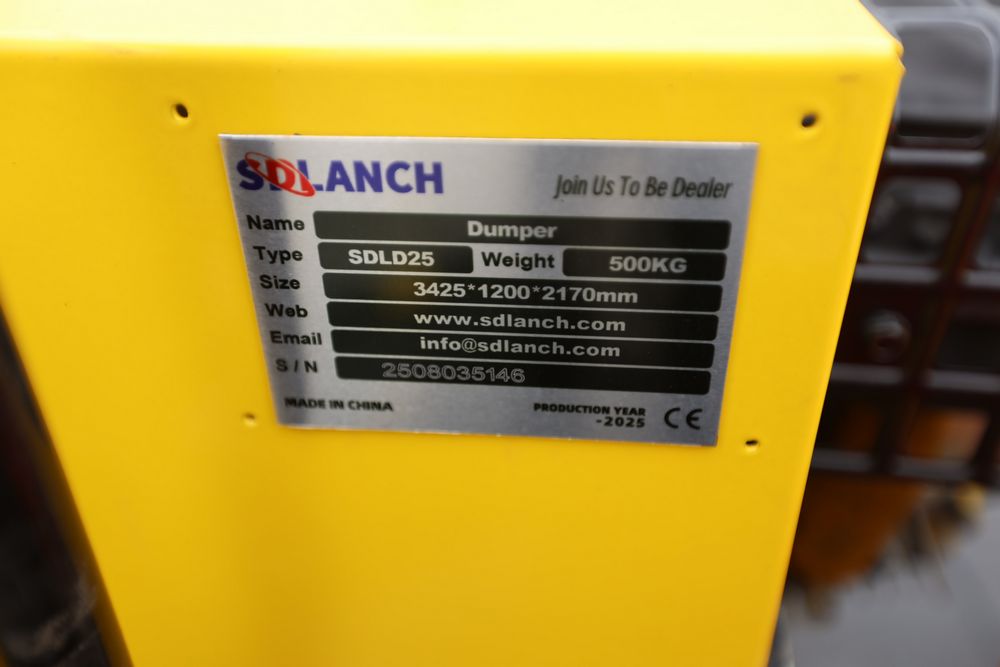 SDLANCH
Join Us To Be Dealer
Name Dumper
Type SDLD25 Weight 500KG
Size 3425*1200*2170mm
Web www.sdlanch.com
Email info@sdlanch.com
S / N 2508035146
MADE IN CHINA
PRODUCTION YEAR
-2025
CE